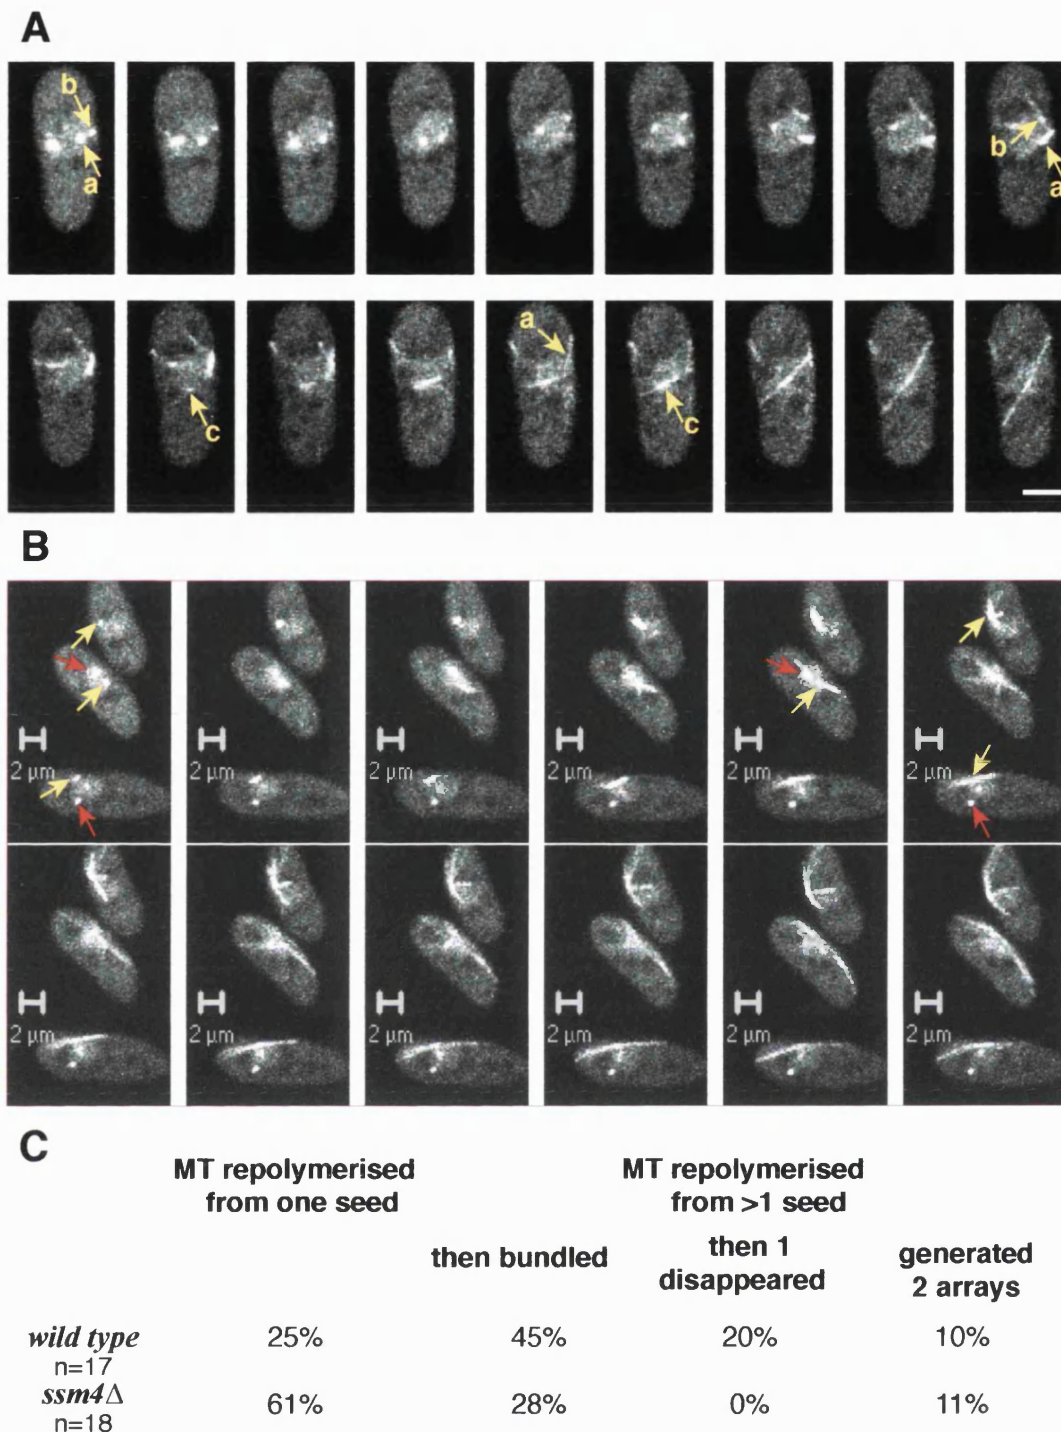 A
b
a
b
a
c
a
c
B
2 µm
2 µm
2 µm
2 µm
2 µm
2 µm
2 µm
2 µm
2 µm
2 µm
2 µm
2 µm
C
MT repolymerised
from one seed
MT repolymerised
from >1 seed
then bundled
then 1
disappeared
generated
2 arrays
wild type 25% 45% 20% 10%
n=17
ssm4Δ 61% 28% 0% 11%
n=18